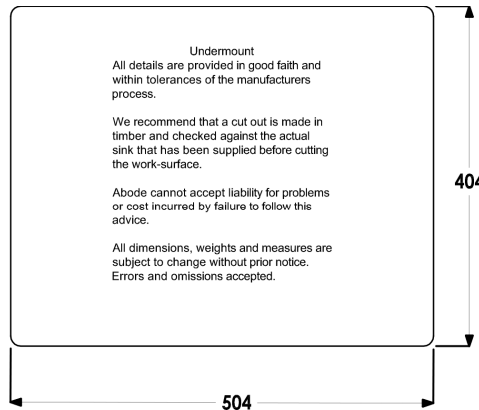 Undermount
All details are provided in good faith and
within tolerances of the manufacturers
process.
We recommend that a cut out is made in
timber and checked against the actual
sink that has been supplied before cutting
the work-surface.
Abode cannot accept liability for problems
or cost incurred by failure to follow this
advice.
All dimensions, weights and measures are
subject to change without prior notice.
Errors and omissions accepted.
404
504